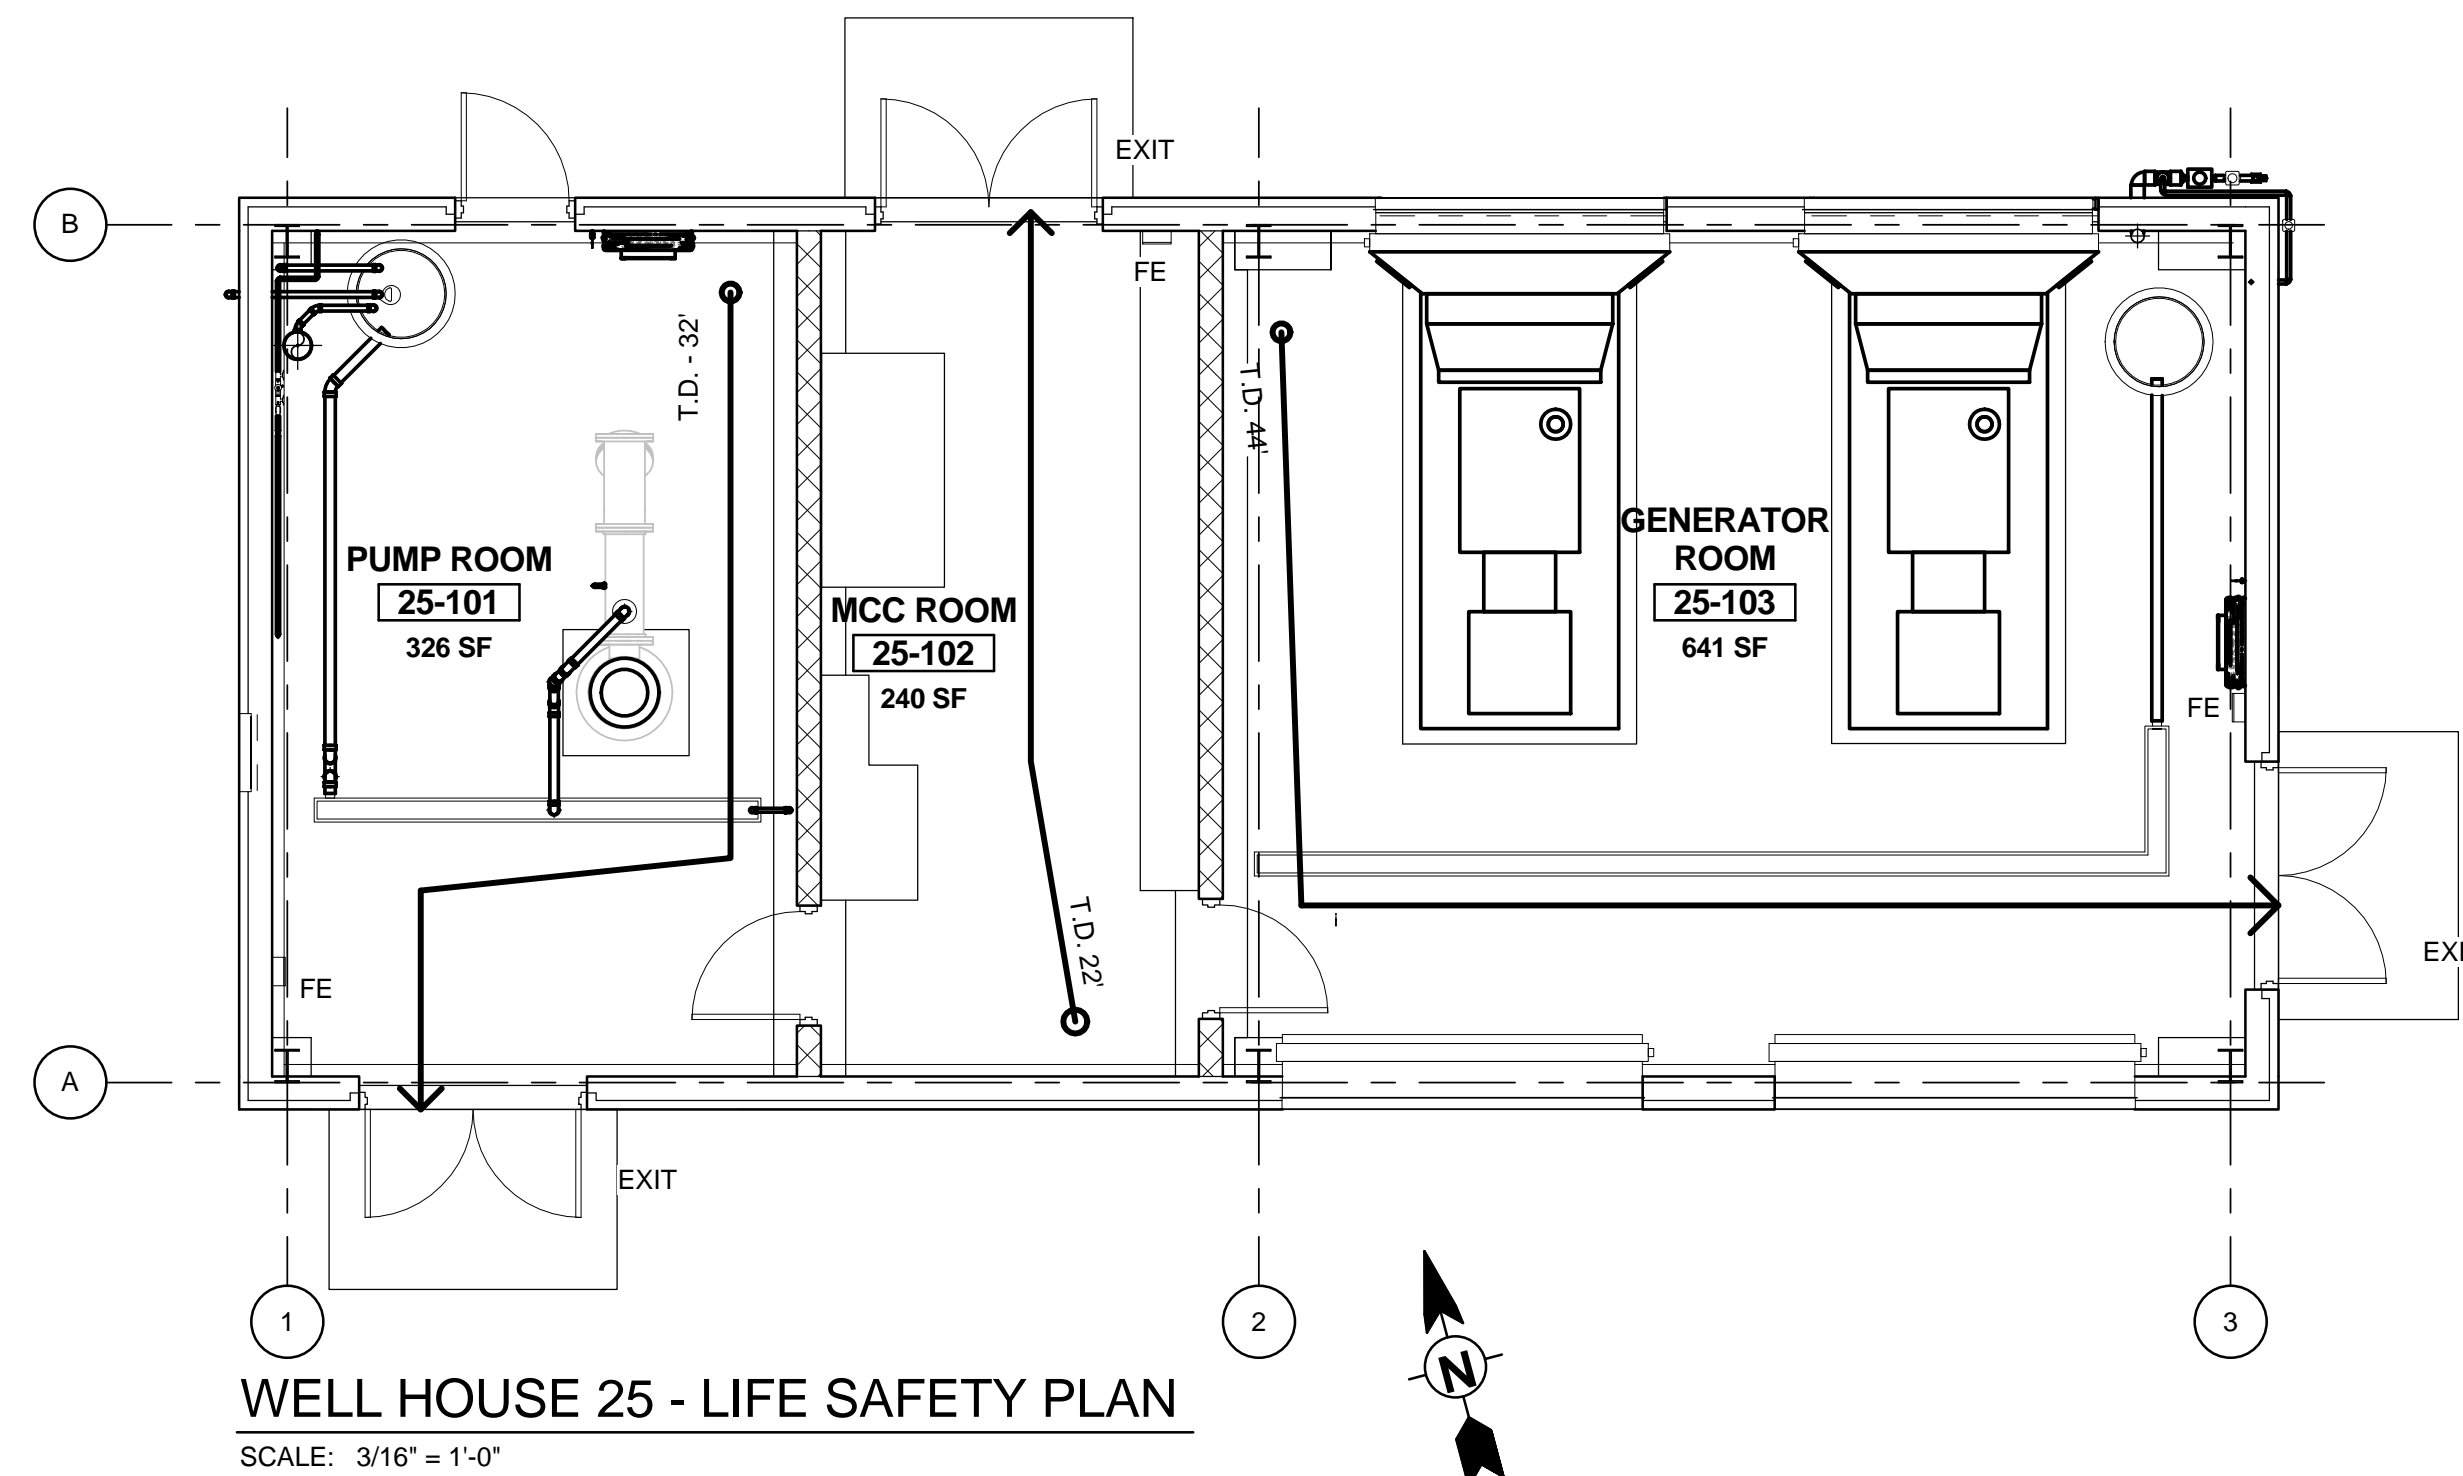 EXIT
B
FE
T.D. - 32'
T.D. 44'
PUMP ROOM
25-101
326 SF
MCC ROOM
25-102
240 SF
GENERATOR
ROOM
25-103
641 SF
FE
T.D. 22'
EXI
FE
A
EXIT
1
2
3
N
WELL HOUSE 25 - LIFE SAFETY PLAN
SCALE: 3/16" = 1'-0"